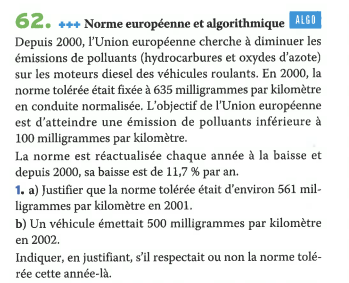 62. +++ Norme européenne et algorithmique ALGO
Depuis 2000, l'Union européenne cherche à diminuer les
émissions de polluants (hydrocarbures et oxydes d'azote)
sur les moteurs diesel des véhicules roulants. En 2000, la
norme tolérée était fixée à 635 milligrammes par kilomètre
en conduite normalisée. L'objectif de l'Union européenne
est d'atteindre une émission de polluants inférieure à
100 milligrammes par kilomètre.
La norme est réactualisée chaque année à la baisse et
depuis 2000, sa baisse est de 11,7 % par an.
1. a) Justifier que la norme tolérée était d'environ 561 mil-
ligrammes par kilomètre en 2001.
b) Un véhicule émettait 500 milligrammes par kilomètre
en 2002.
Indiquer, en justifiant, s'il respectait ou non la norme tolé-
rée cette année-là.